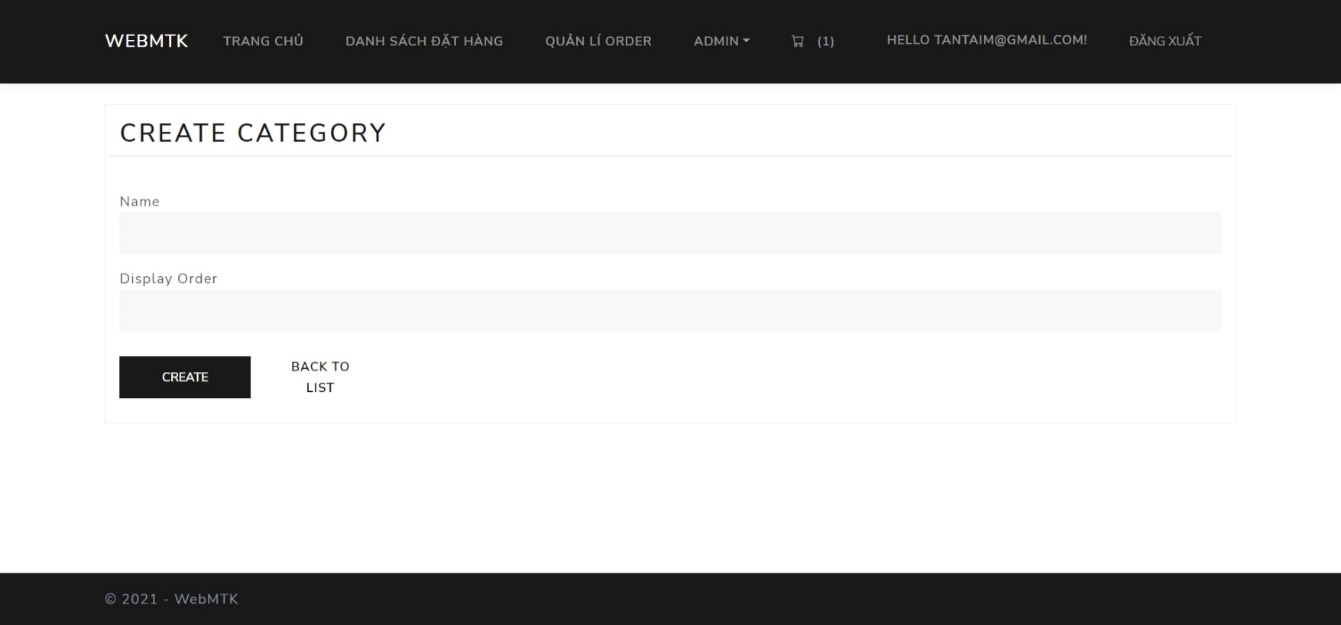 WEBMTK TRANG CHỦ DANH SÁCH ĐẶT HÀNG QUẢN LÍ ORDER ADMIN (1) HELLO TANTAIM@GMAIL.COM! ĐĂNG XUẤT
CREATE CATEGORY
Name
Display Order
CREATE
BACK TO
LIST
© 2021 - WebMTK